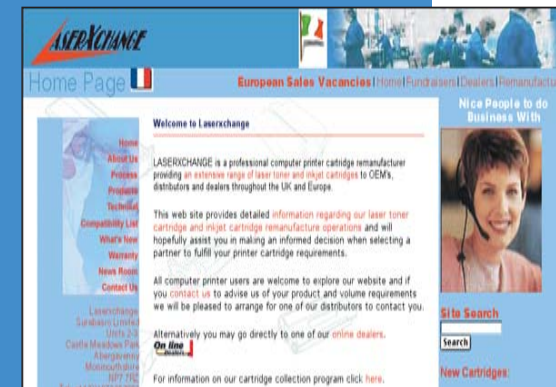 LASERXCHANGE
Home Page
European Sales Vacancies|Home|Fundraisers|Dealers|Remanufactu
Nice People to do
Business With
Home
About Us
Process
Products
Technical
Compatibility List
What's New
Warranty
News Room
Contact Us
Laserxchange
Surebasin Limited
Units 2-3
Castle Meadows Park
Abergavenny
Monmouthshire
NP7 7RZ
Welcome to Laserxchange
LASERXCHANGE is a professional computer printer cartridge remanufacturer
providing an extensive range of laser toner and inkjet cartridges to OEM's,
distributors and dealers throughout the UK and Europe.
This web site provides detailed information regarding our laser toner
cartridge and inkjet cartridge remanufacture operations and will
hopefully assist you in making an informed decision when selecting a
partner to fulfill your printer cartridge requirements.
All computer printer users are welcome to explore our website and if
you contact us to advise us of your product and volume requirements
we will be pleased to arrange for one of our distributors to contact you.
Alternatively you may go directly to one of our online dealers.
On line
Dealers
For information on our cartridge collection program click here.
Site Search
Search
New Cartridges: